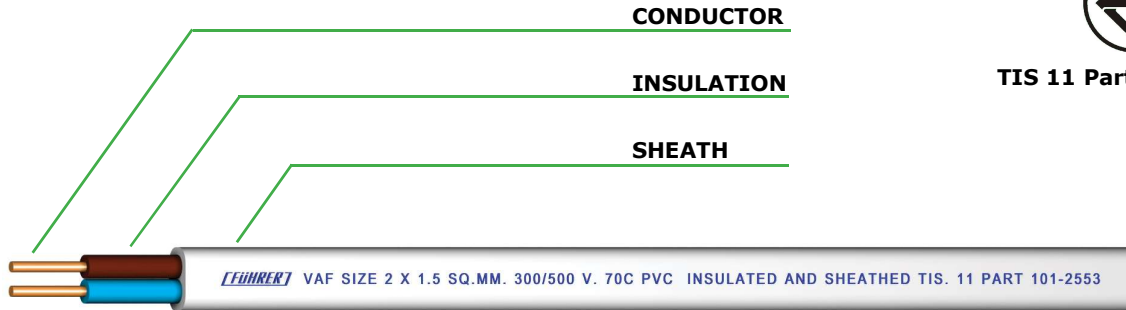 CONDUCTOR
INSULATION
TIS 11 Part
SHEATH
[FüHRER] VAF SIZE 2 X 1.5 SQ.MM. 300/500 V. 70C PVC INSULATED AND SHEATHED TIS. 11 PART 101-2553